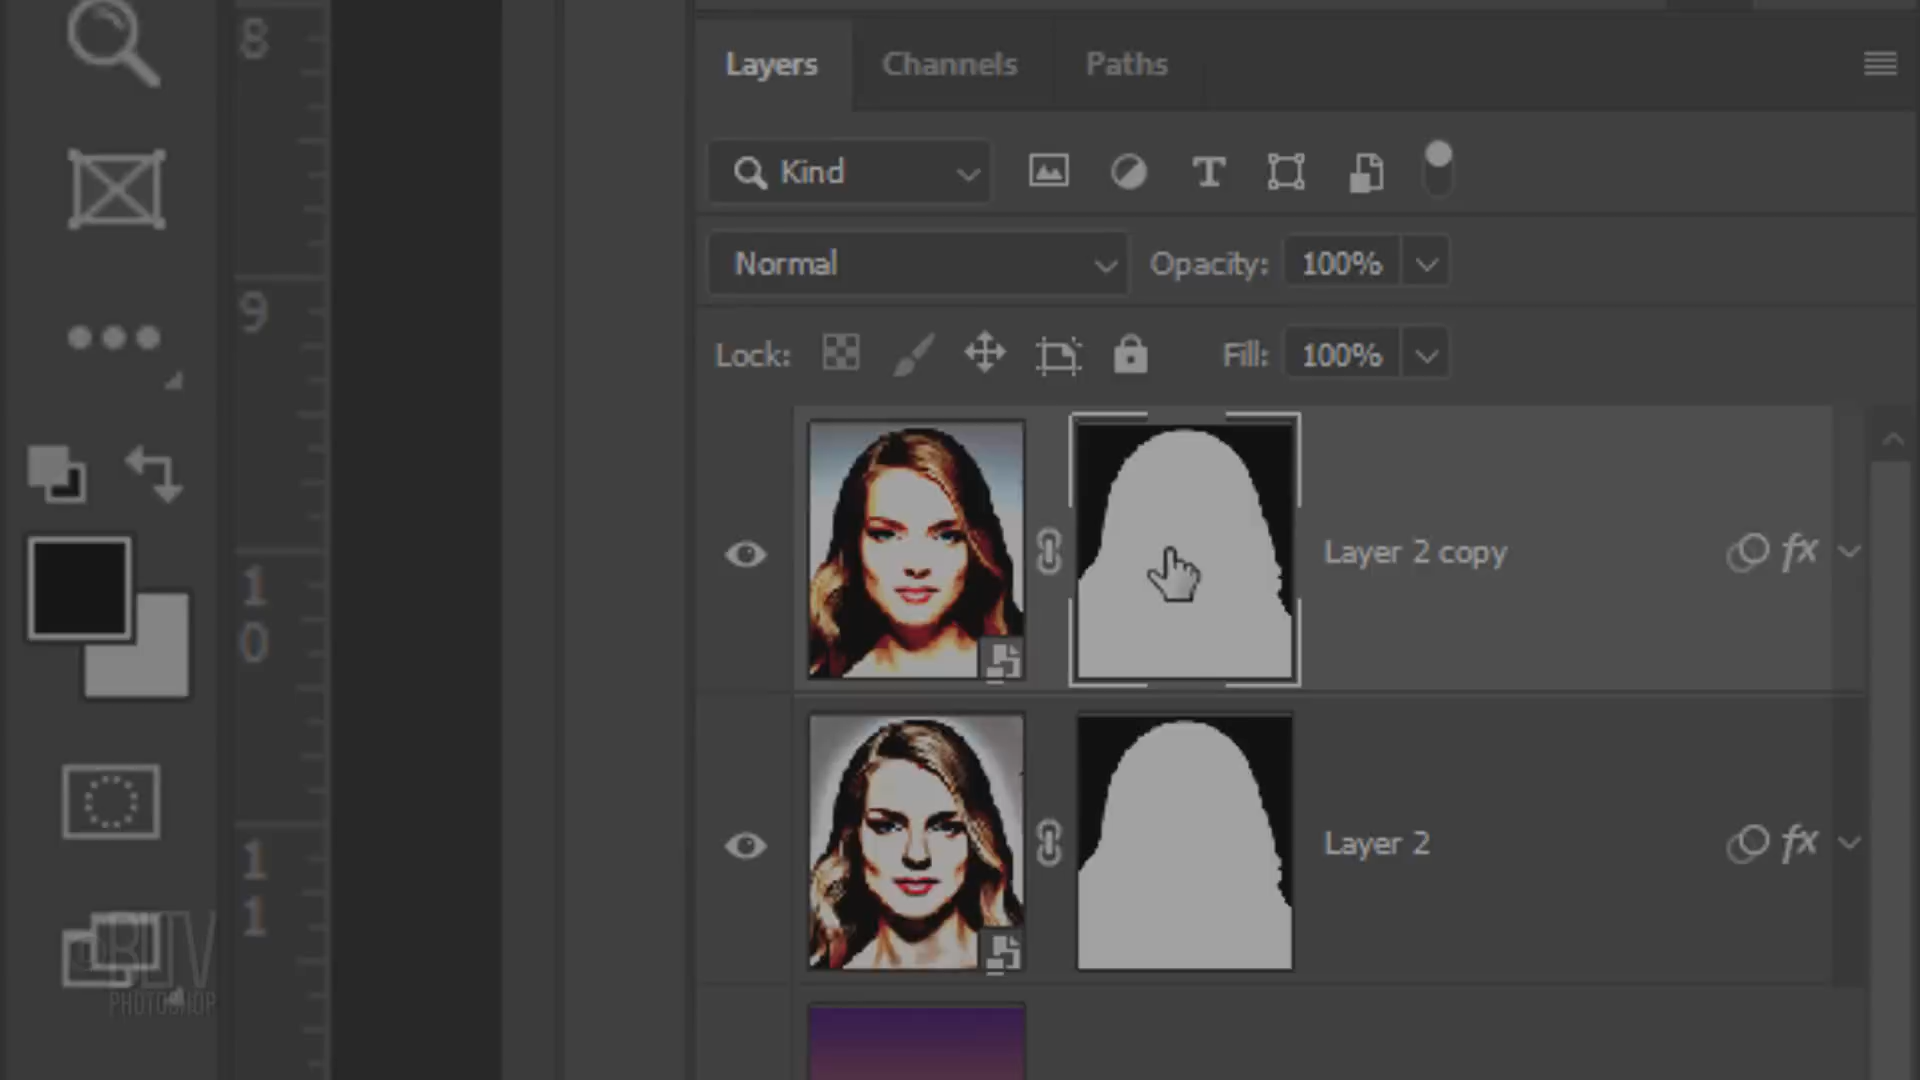 8
Layers Channels Paths
Kind
T
Normal Opacity: 100%
9
Lock: Fill: 100%
Layer 2 copy fx
1
0
Layer 2 fx
1
1
PHOTOSHOP